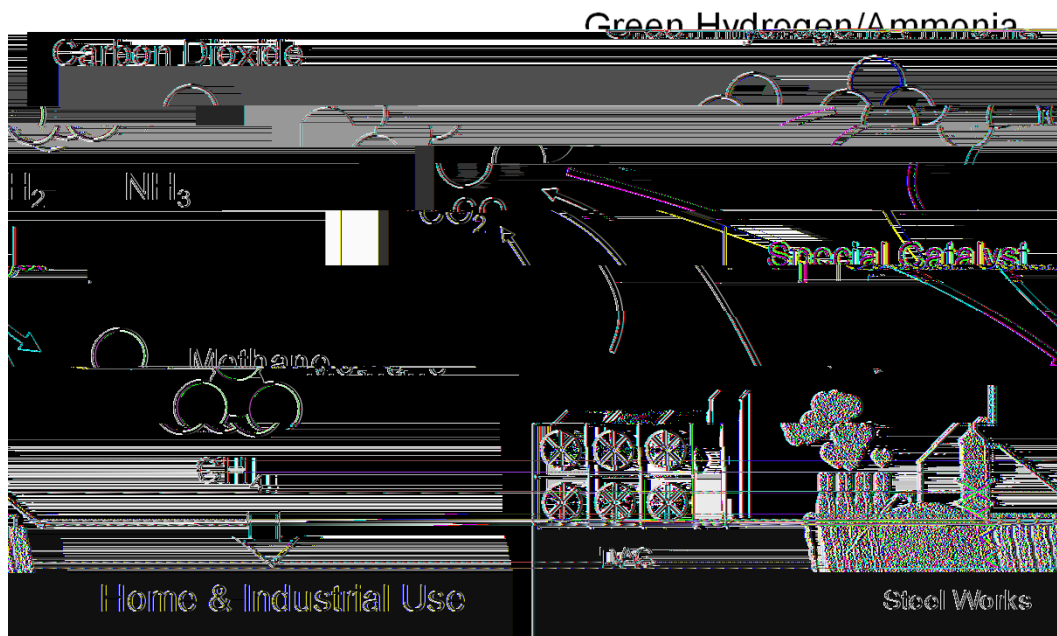 Green Hydrogen/Ammonia
Carbon Dioxide
H₂ NH₃
CO₂
Special Catalyst
Methane
CH₄
Home & Industrial Use
Steel Works